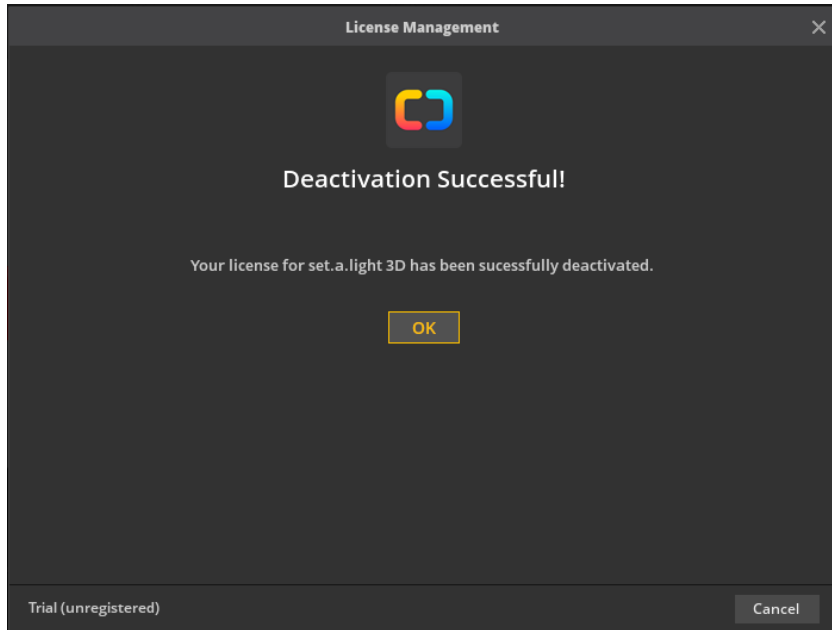 License Management
Deactivation Successful!
Your license for set.a.light 3D has been sucessfully deactivated.
OK
Trial (unregistered)
Cancel